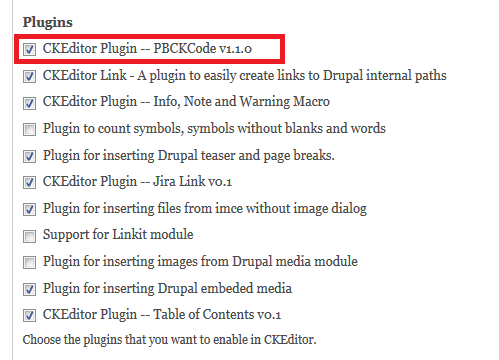 Plugins
CKEditor Plugin -- PBCKCode v1.1.0
CKEditor Link - A plugin to easily create links to Drupal internal paths
CKEditor Plugin -- Info, Note and Warning Macro
Plugin to count symbols, symbols without blanks and words
Plugin for inserting Drupal teaser and page breaks.
CKEditor Plugin -- Jira Link v0.1
Plugin for inserting files from imce without image dialog
Support for Linkit module
Plugin for inserting images from Drupal media module
Plugin for inserting Drupal embeded media
CKEditor Plugin -- Table of Contents v0.1
Choose the plugins that you want to enable in CKEditor.